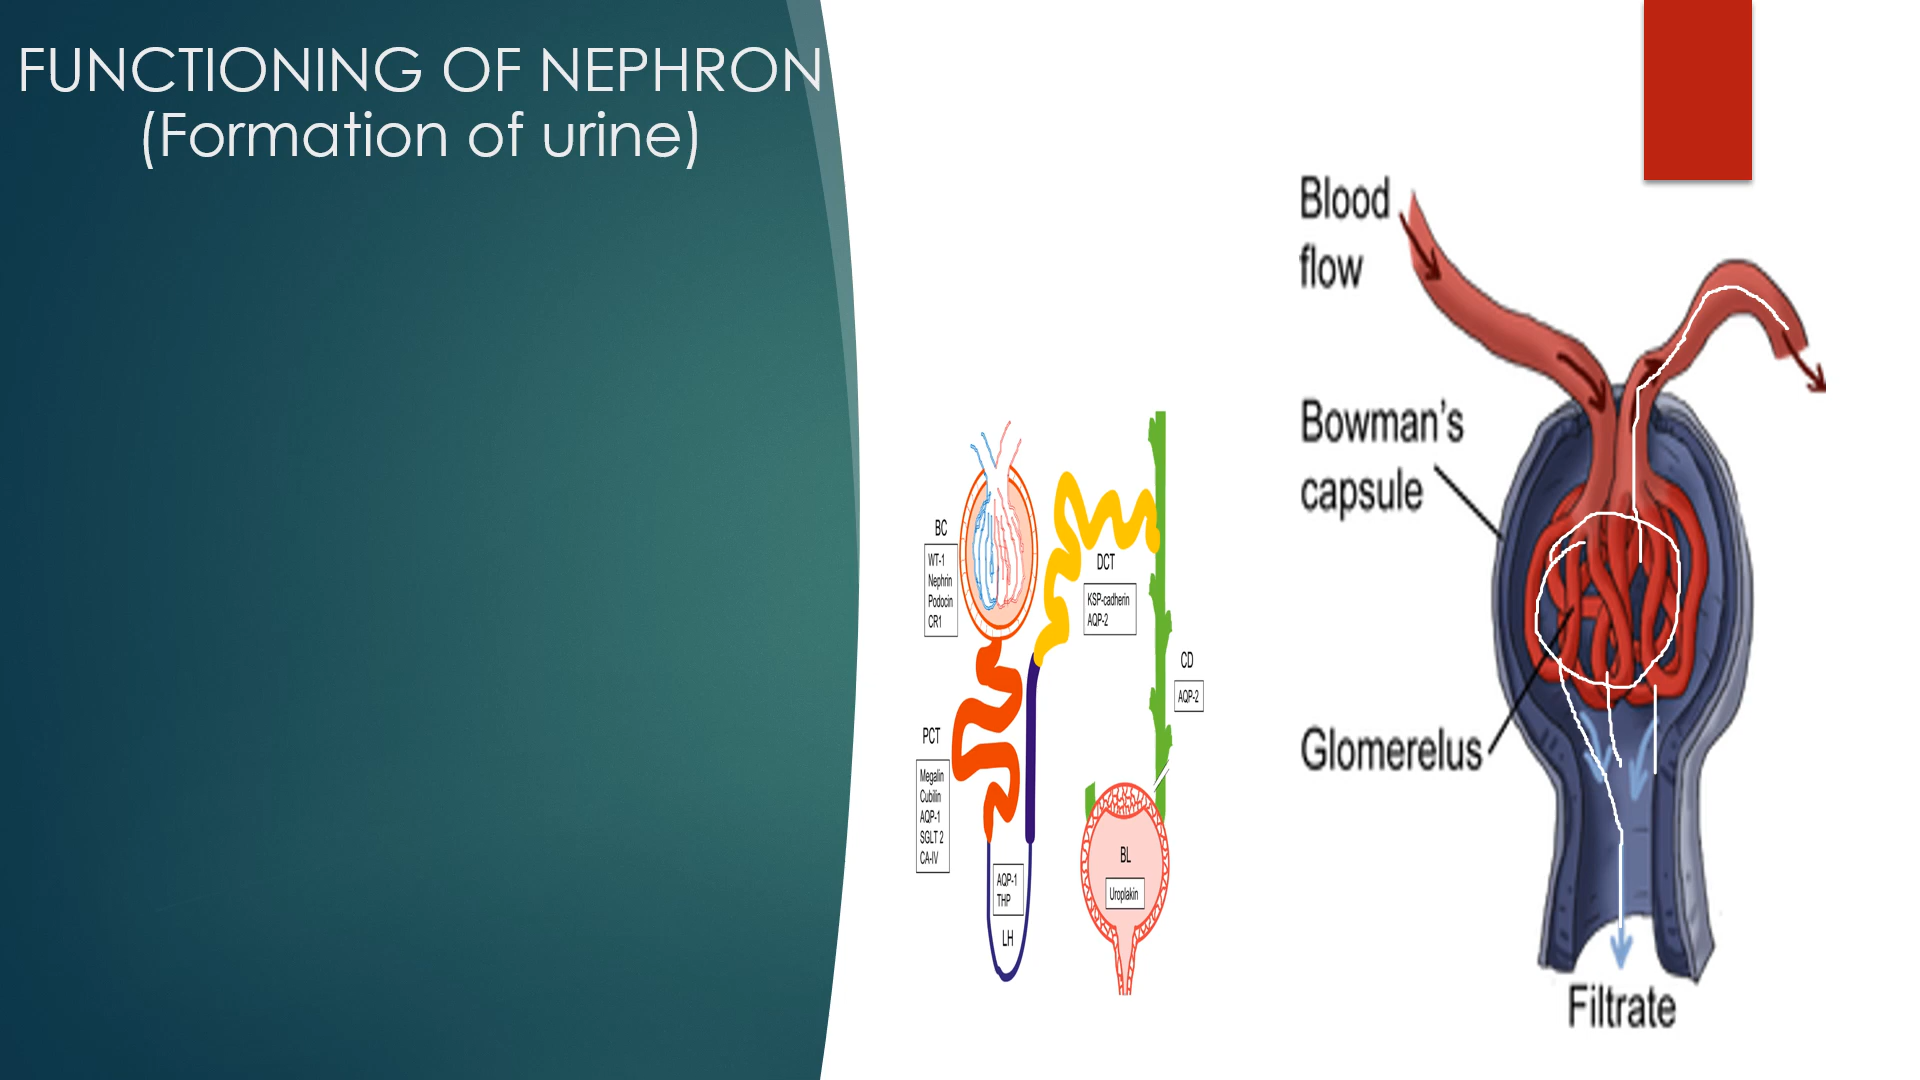 FUNCTIONING OF NEPHRON
(Formation of urine)
BC
WT-1
Nephrin
Podocin
CR1
PCT
Megalin
Cubilin
AQP-1
SGLT 2
CA-IV
AQP-1
THP
LH
DCT
KSP-cadherin
AQP-2
CD
AQP-2
BL
Uroplakin
Blood
flow
Bowman's
capsule
Glomerelus
Filtrate